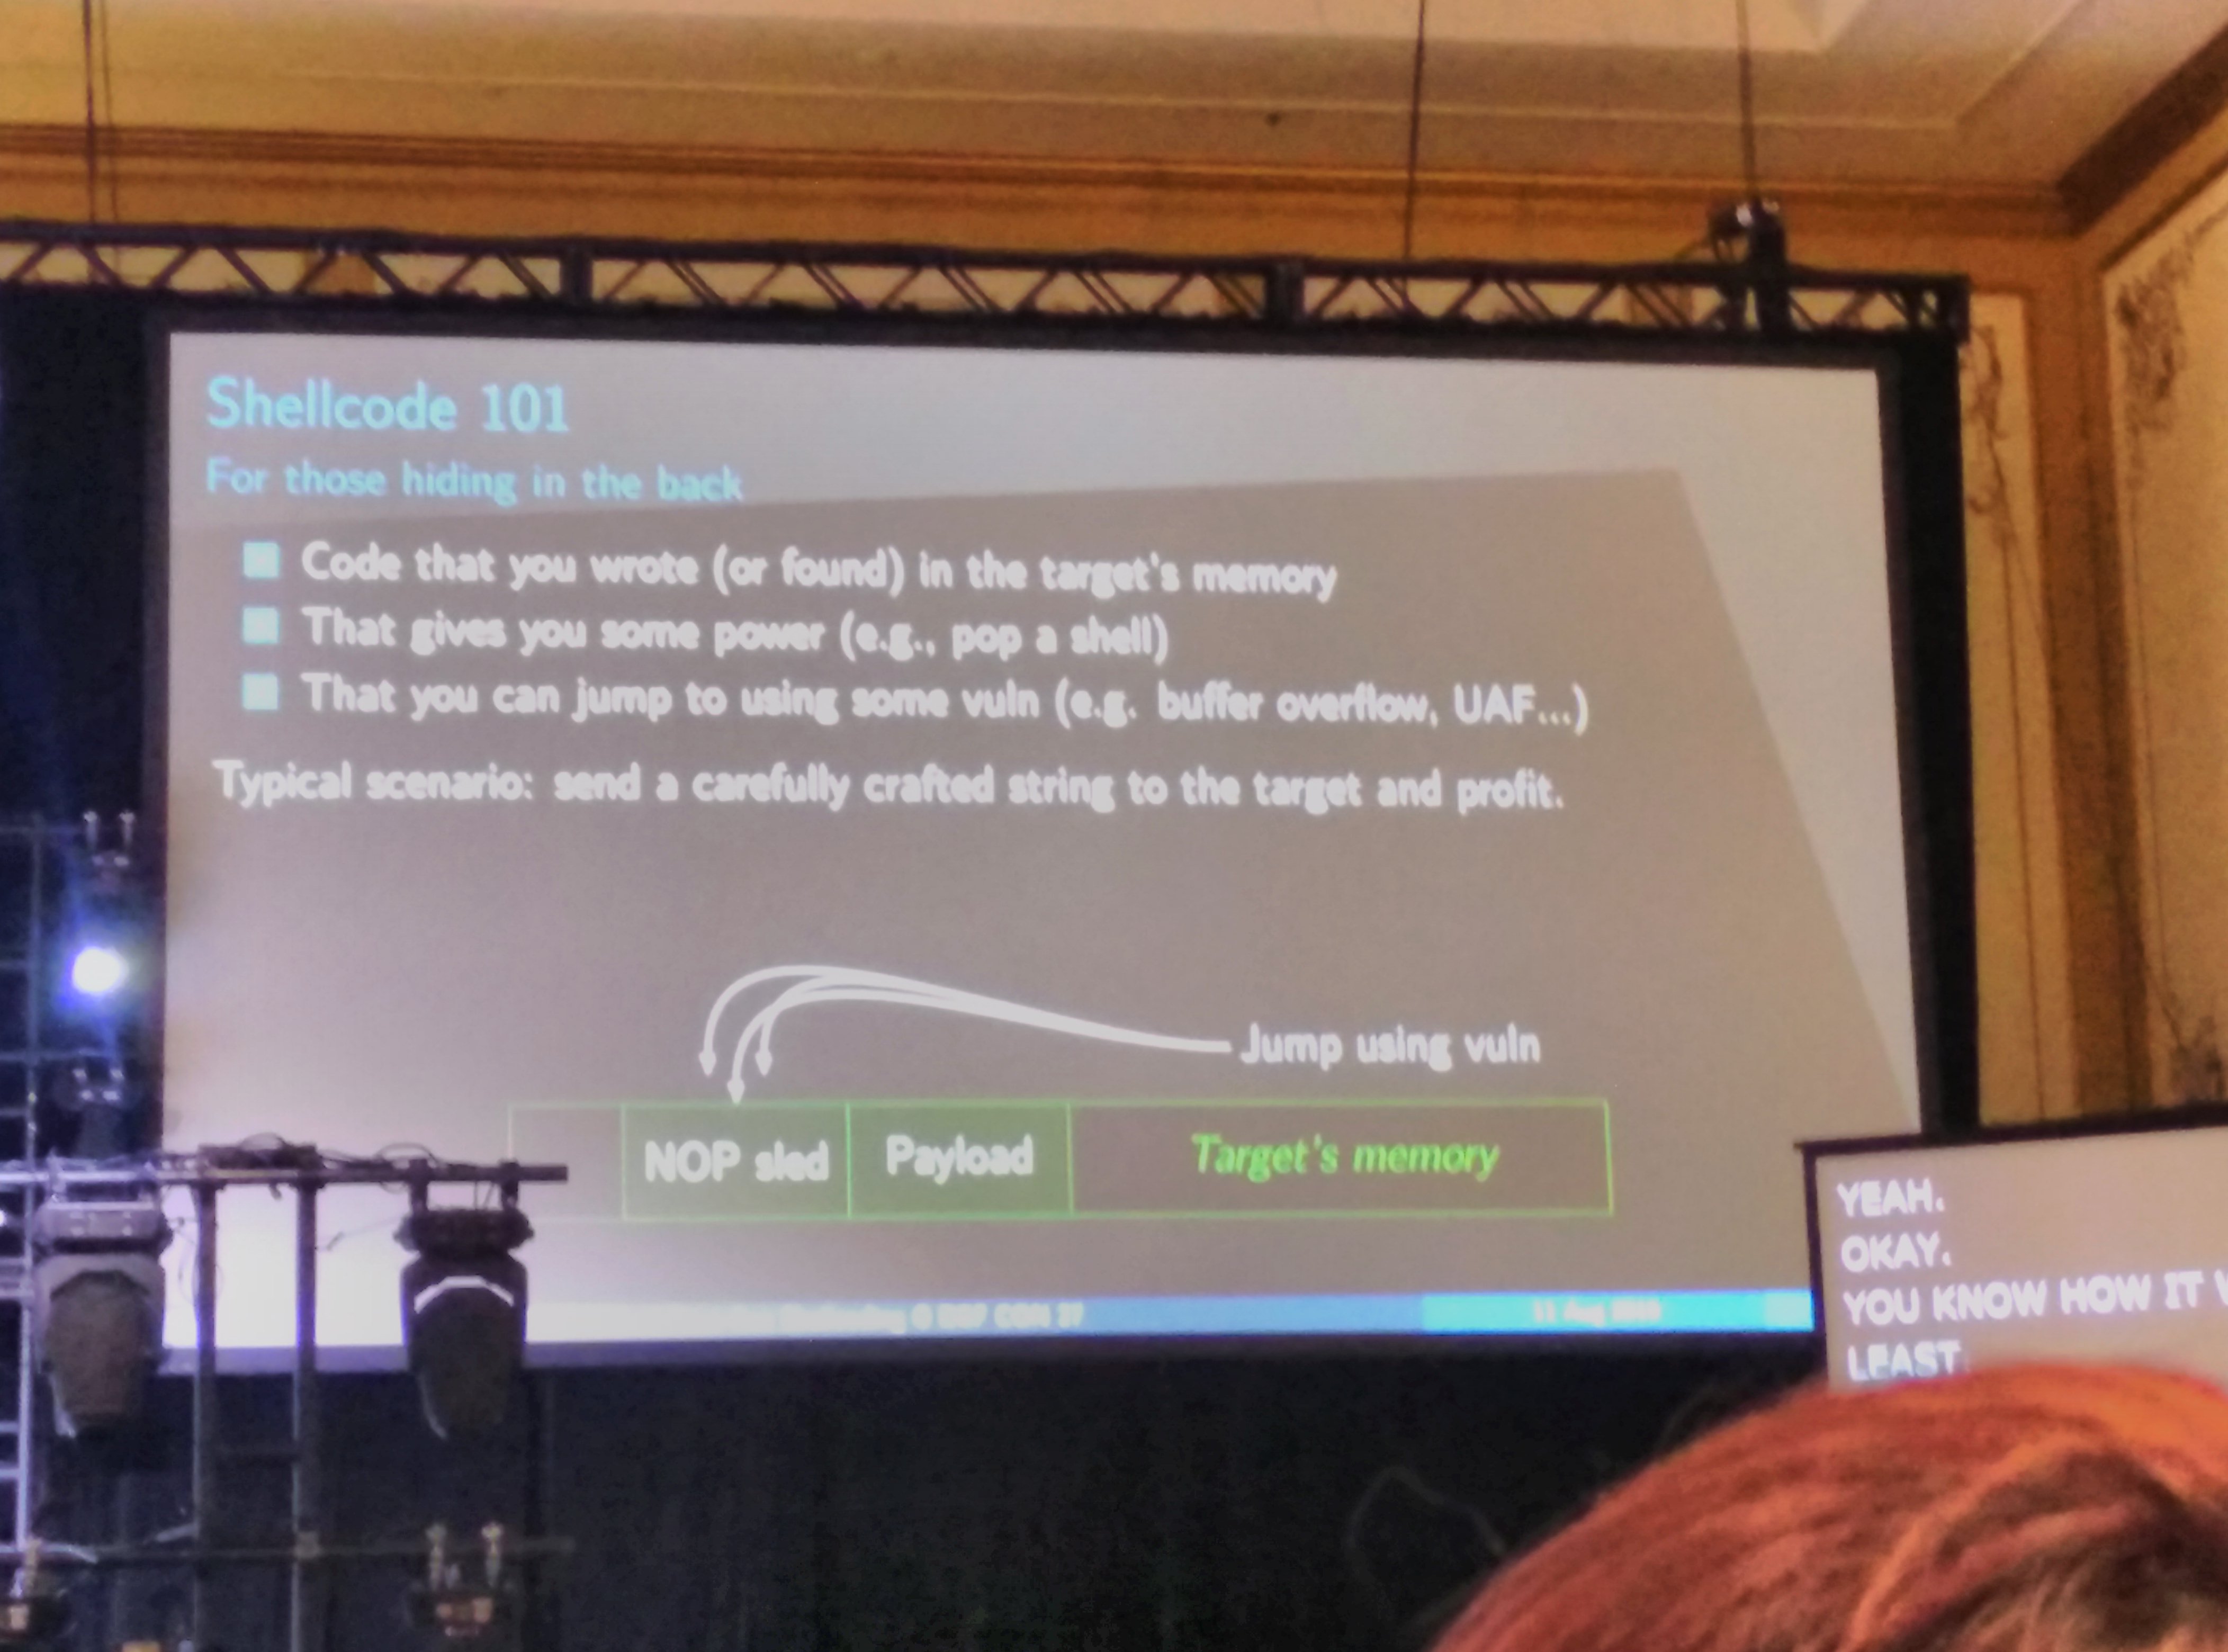 Shellcode 101
For those hiding in the back
Code that you wrote (or found) in the target's memory
That gives you some power (e.g., pop a shell)
That you can jump to using some vuln (e.g. buffer overflow, UAF...)
Typical scenario: send a carefully crafted string to the target and profit.
Jump using vuln
NOP sled Payload Target's memory
@ DEF CON 27 11 Aug 2019
YEAH.
OKAY.
YOU KNOW HOW IT
LEAST